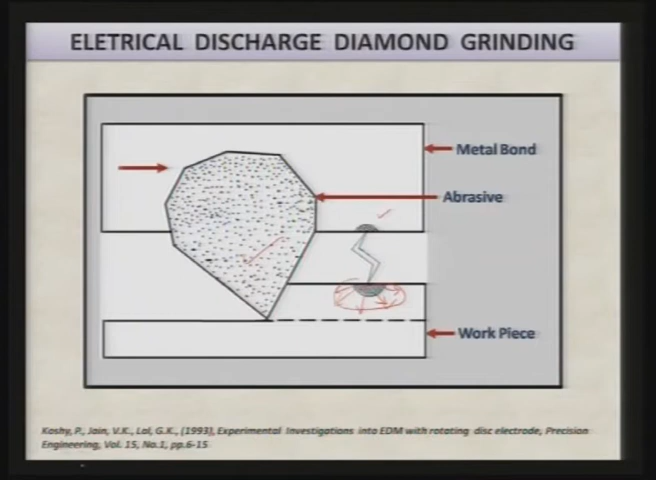 ELETRICAL DISCHARGE DIAMOND GRINDING
Metal Bond
Abrasive
Work Piece
Koshy, P., Jain, V.K., Lal, G.K., (1993), Experimental Investigations into EDM with rotating disc electrode, Precision
Engineering, Vol. 15, No.1, pp.6-15